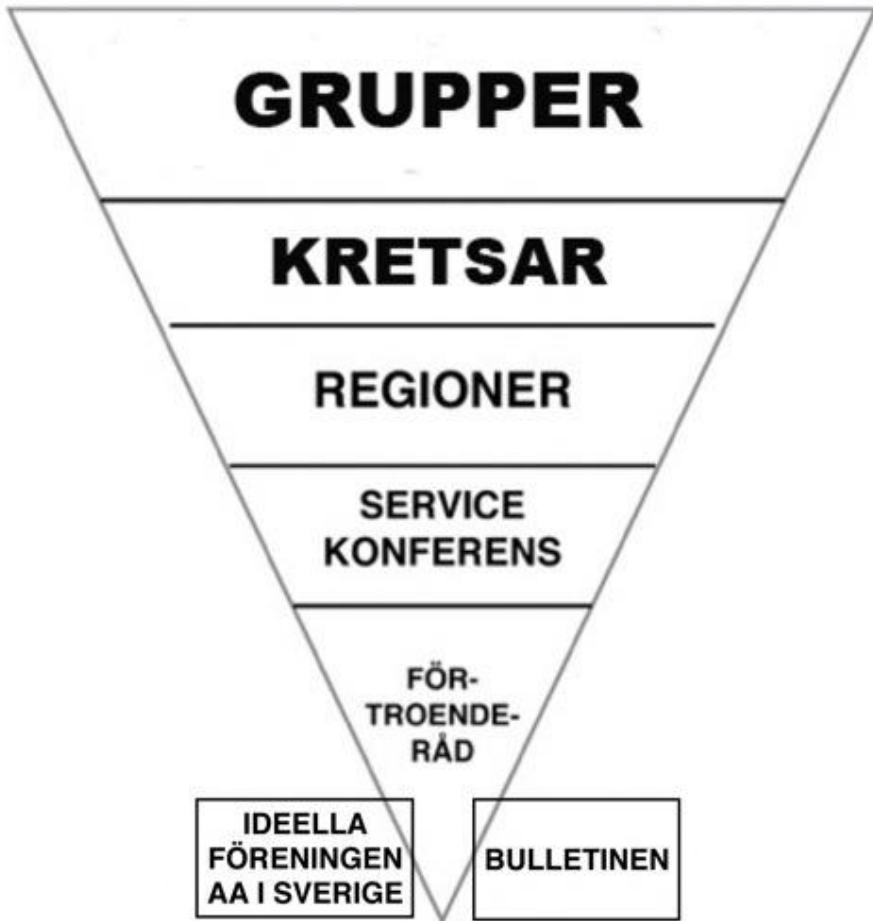 GRUPPER
KRETSAR
REGIONER
SERVICE
KONFERENS
FÖR-
TROENDE-
RÅD
IDEELLA
FÖRENINGEN
AA I SVERIGE
BULLETINEN